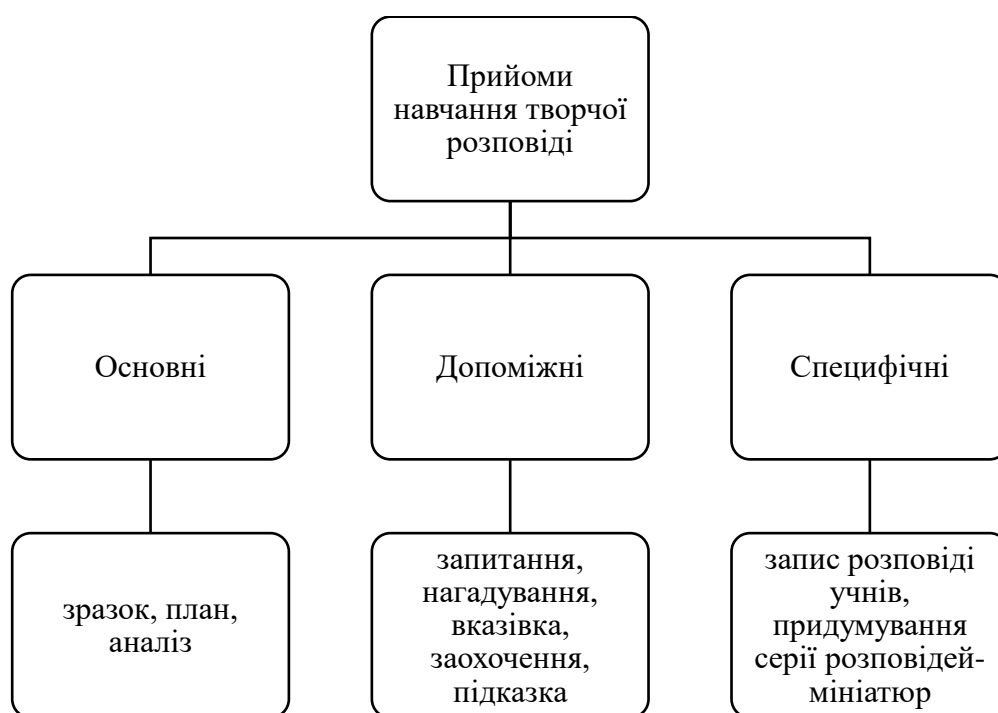 Прийоми
навчання творчої
розповіді
Основні
Допоміжні
Специфічні
зразок, план,
аналіз
запитання,
нагадування,
вказівка,
заохочення,
підказка
запис розповіді
учнів,
придумування
серії розповідей-
мініатюр